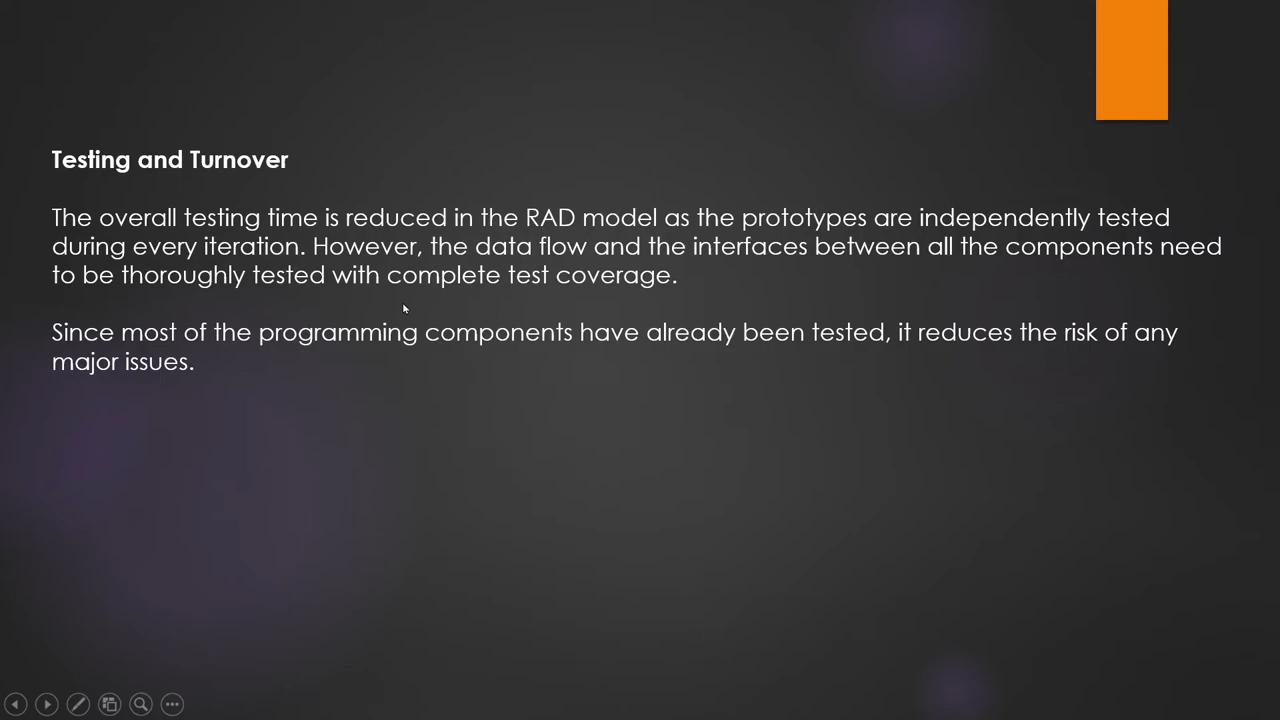 Testing and Turnover
The overall testing time is reduced in the RAD model as the prototypes are independently tested
during every iteration. However, the data flow and the interfaces between all the components need
to be thoroughly tested with complete test coverage.
Since most of the programming components have already been tested, it reduces the risk of any
major issues.